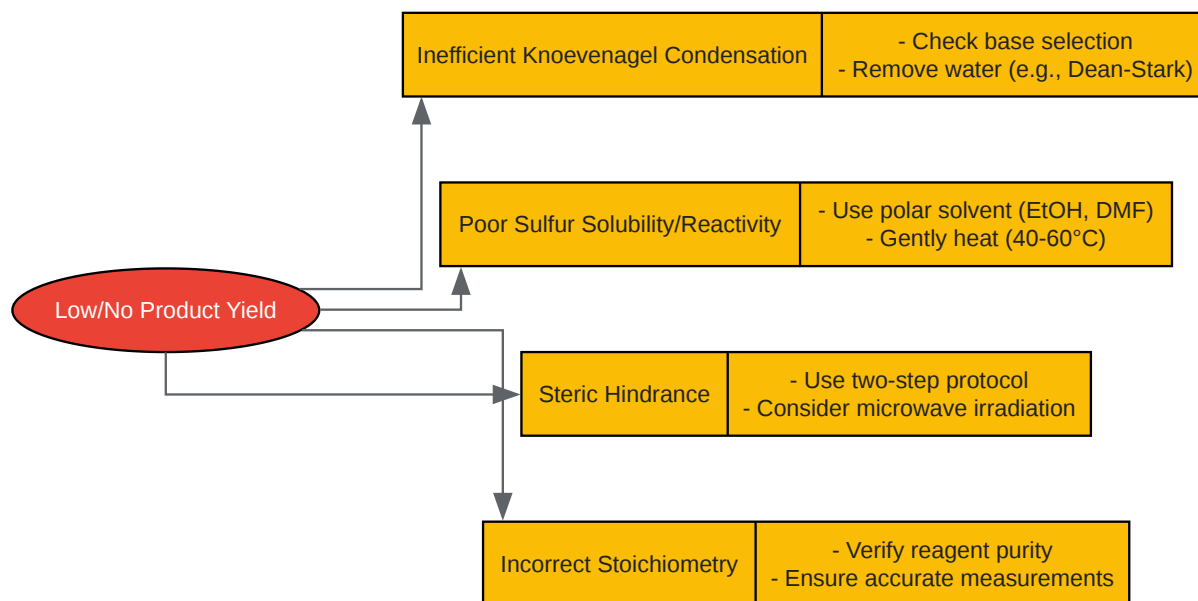 Inefficient Knoevenagel Condensation
- Check base selection
- Remove water (e.g., Dean-Stark)
Poor Sulfur Solubility/Reactivity
- Use polar solvent (EtOH, DMF)
- Gently heat (40-60°C)
Low/No Product Yield
Steric Hindrance
- Use two-step protocol
- Consider microwave irradiation
Incorrect Stoichiometry
- Verify reagent purity
- Ensure accurate measurements